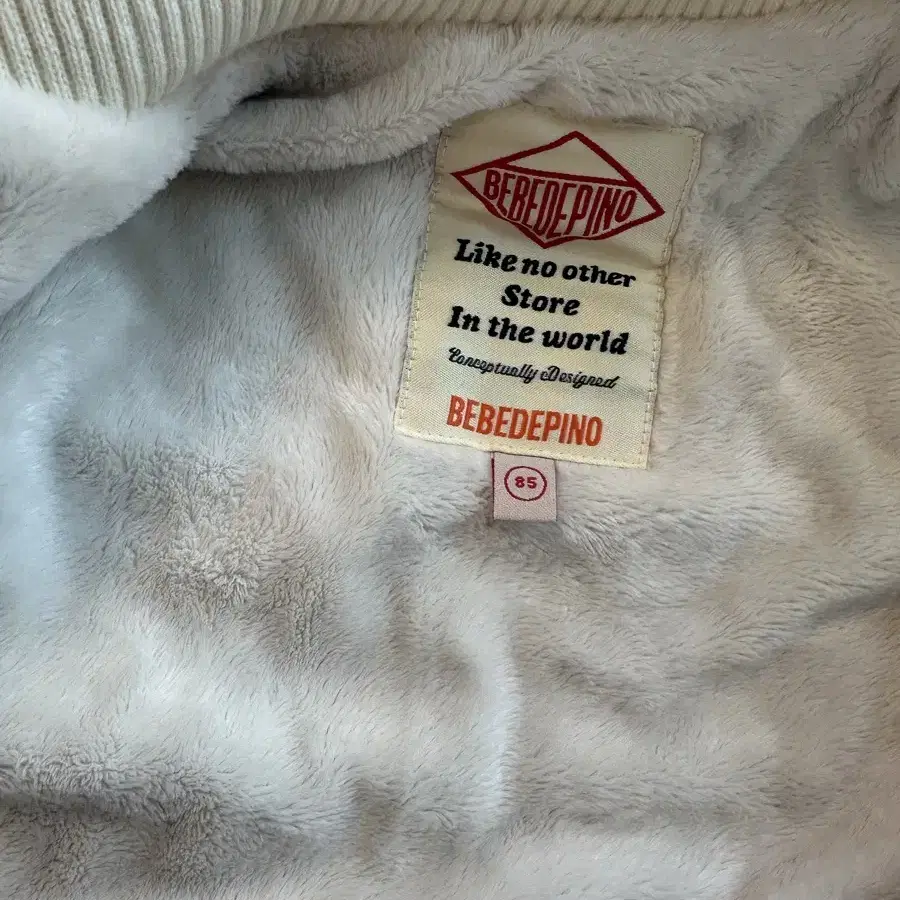 BEBEDEPINO
Like no other
Store
In the world
Conceptually Designed
BEBEDEPINO
85